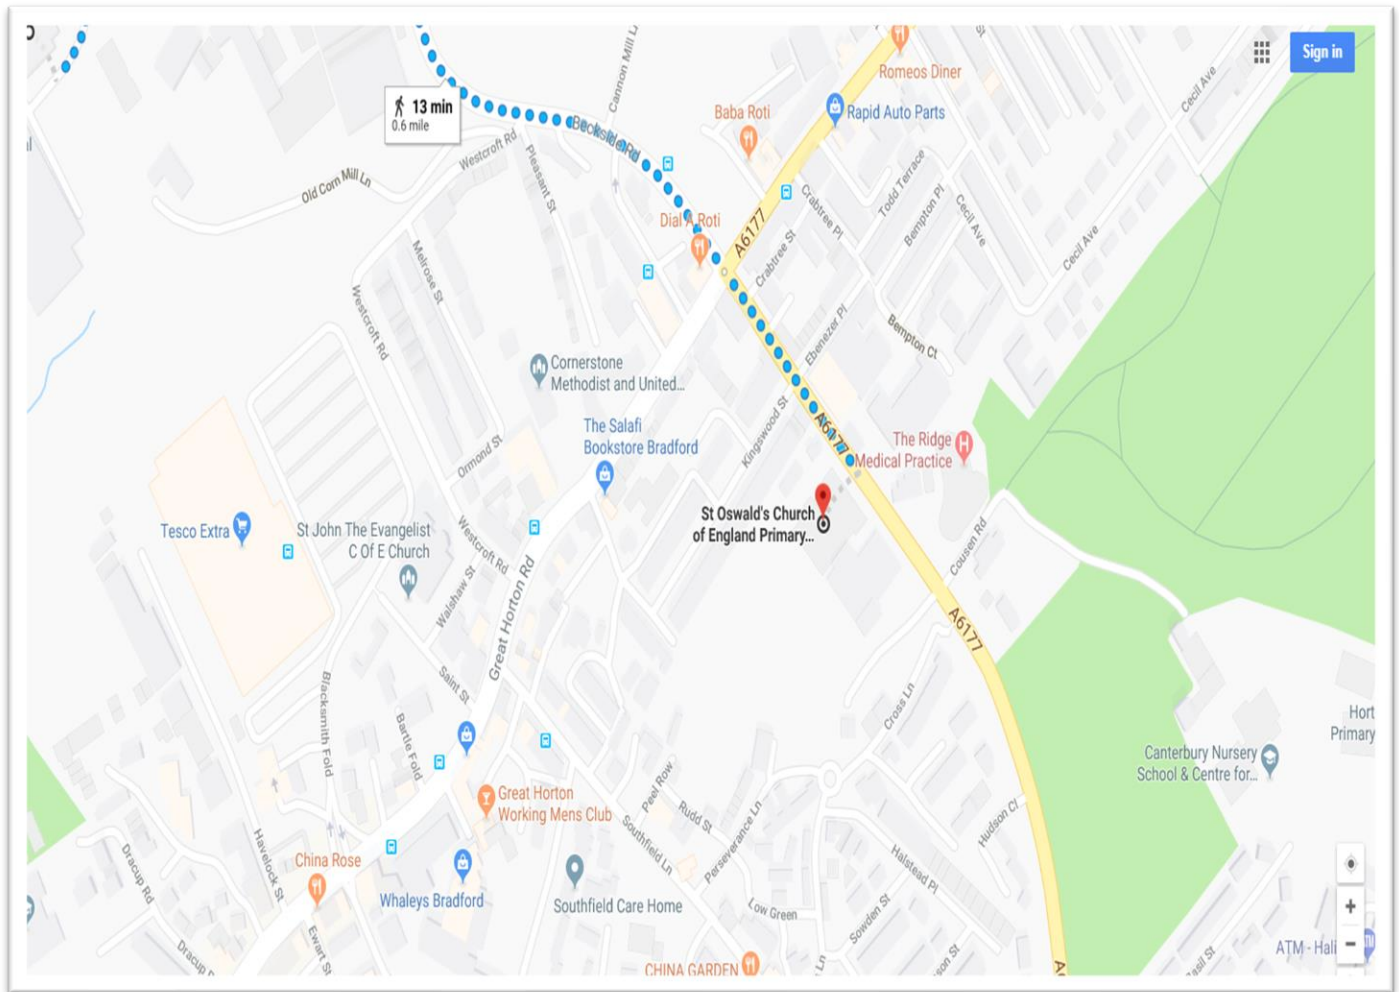 Sign in
Romeos Diner
Rapid Auto Parts
Baba Roti
Cannon Mill L
Cecil Ave
13 min
0.6 mile
Beckside Rd
Westcroft Rd
Pleasant St
Old Corn Mill Ln
Todd Terrace
Crabtree Pl
Bempton Pl
Cecil Ave
Cecil Ave
A6177
Dial A Roti
Crabtree St
Melrose St
Westcroft Rd
Ebenezer Pl
Bempton Ct
Cornerstone
Methodist and United...
The Salafi
Bookstore Bradford
Kingswood St
A6177
The Ridge
Medical Practice
Ormond St
St Oswald's Church
of England Primary...
Tesco Extra
St John The Evangelist
C Of E Church
Westcroft Rd
Walshaw St
Great Horton Rd
Cousen Rd
A6177
Saint St
Cross Ln
Blacksmith Fold
Bartle Fold
Hort
Primary
Canterbury Nursery
School & Centre for...
Great Horton
Working Mens Club
Peel Row
Rudd St
Perseverance Ln
Hudson Cl
Southfield Ln
Halstead Pl
Havelock St
China Rose
Dracup Rd
Whaleys Bradford
Southfield Care Home
Low Green
Sowden St
Ewart St
Dracup
CHINA GARDEN
Ln
son St
asil St
ATM - Hali